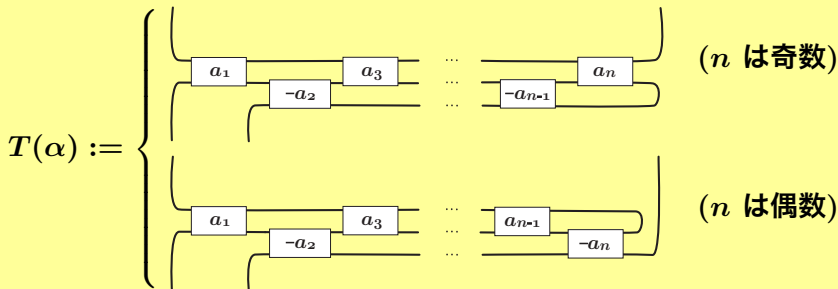 a₁ a₃ ... aₙ (n は奇数)
... 
-a₂ ... -aₙ₋₁
T(α) :=
a₁ a₃ ... aₙ₋₁ (n は偶数)
...
-a₂ ... -aₙ